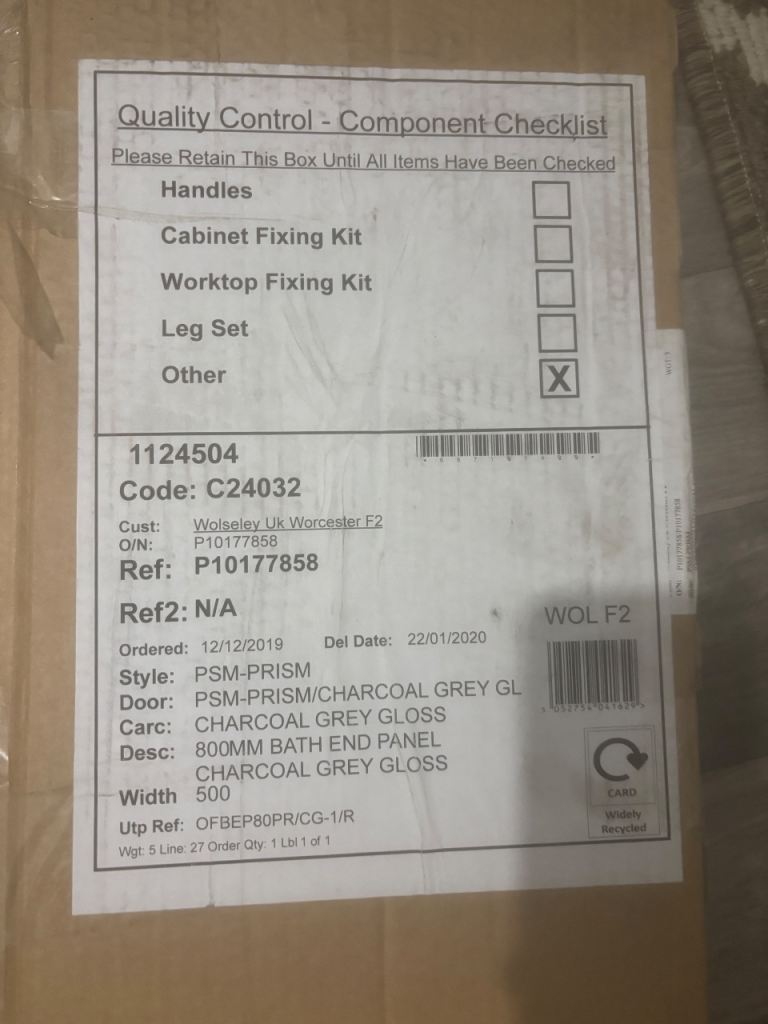 Quality Control - Component Checklist
Please Retain This Box Until All Items Have Been Checked
Handles
Cabinet Fixing Kit
Worktop Fixing Kit
Leg Set
Other X
1124504
Code: C24032
Cust: Wolseley Uk Worcester F2
O/N: P10177858
Ref: P10177858
Ref2: N/A
WOL F2
Ordered: 12/12/2019 Del Date: 22/01/2020
Style: PSM-PRISM
Door: PSM-PRISM/CHARCOAL GREY GL
Carc: CHARCOAL GREY GLOSS
5 052754 041629 >
Desc: 800MM BATH END PANEL
CHARCOAL GREY GLOSS
Width 500
CARD
Widely
Recycled
Utp Ref: OFBEP80PR/CG-1/R
Wgt: 5 Line: 27 Order Qty: 1 Lbl 1 of 1